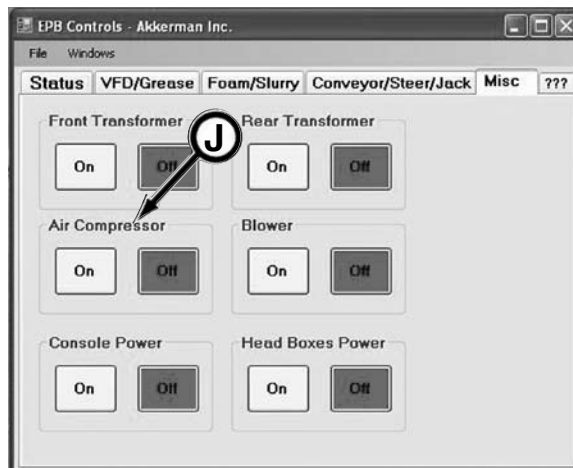 EPB Controls - Akkerman Inc.
File Windows
Status VFD/Grease Foam/Slurry Conveyor/Steer/Jack Misc ???
Front Transformer Rear Transformer
J
On Off On Off
Air Compressor Blower
On Off On Off
Console Power Head Boxes Power
On Off On Off